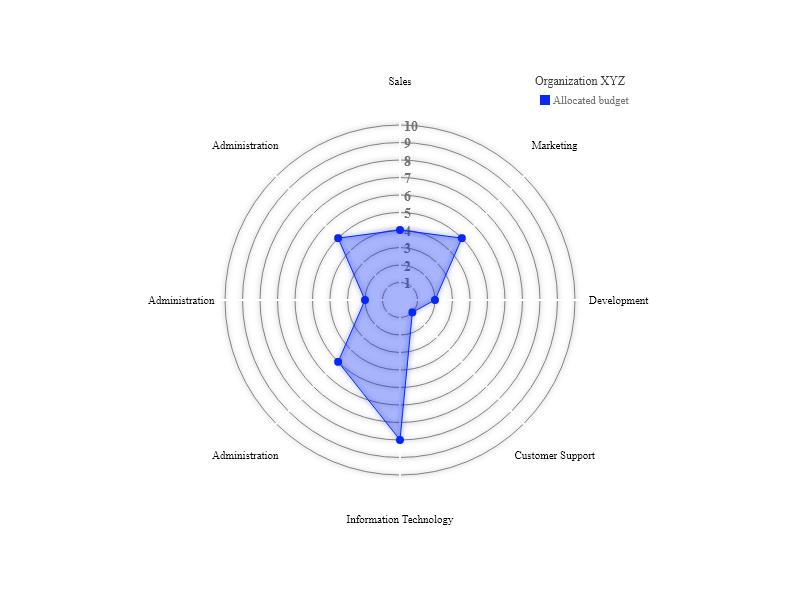 Sales
Organization XYZ
Allocated budget
10
9
8
7
6
5
4
3
2
1
Administration
Marketing
Administration
Development
Administration
Customer Support
Information Technology